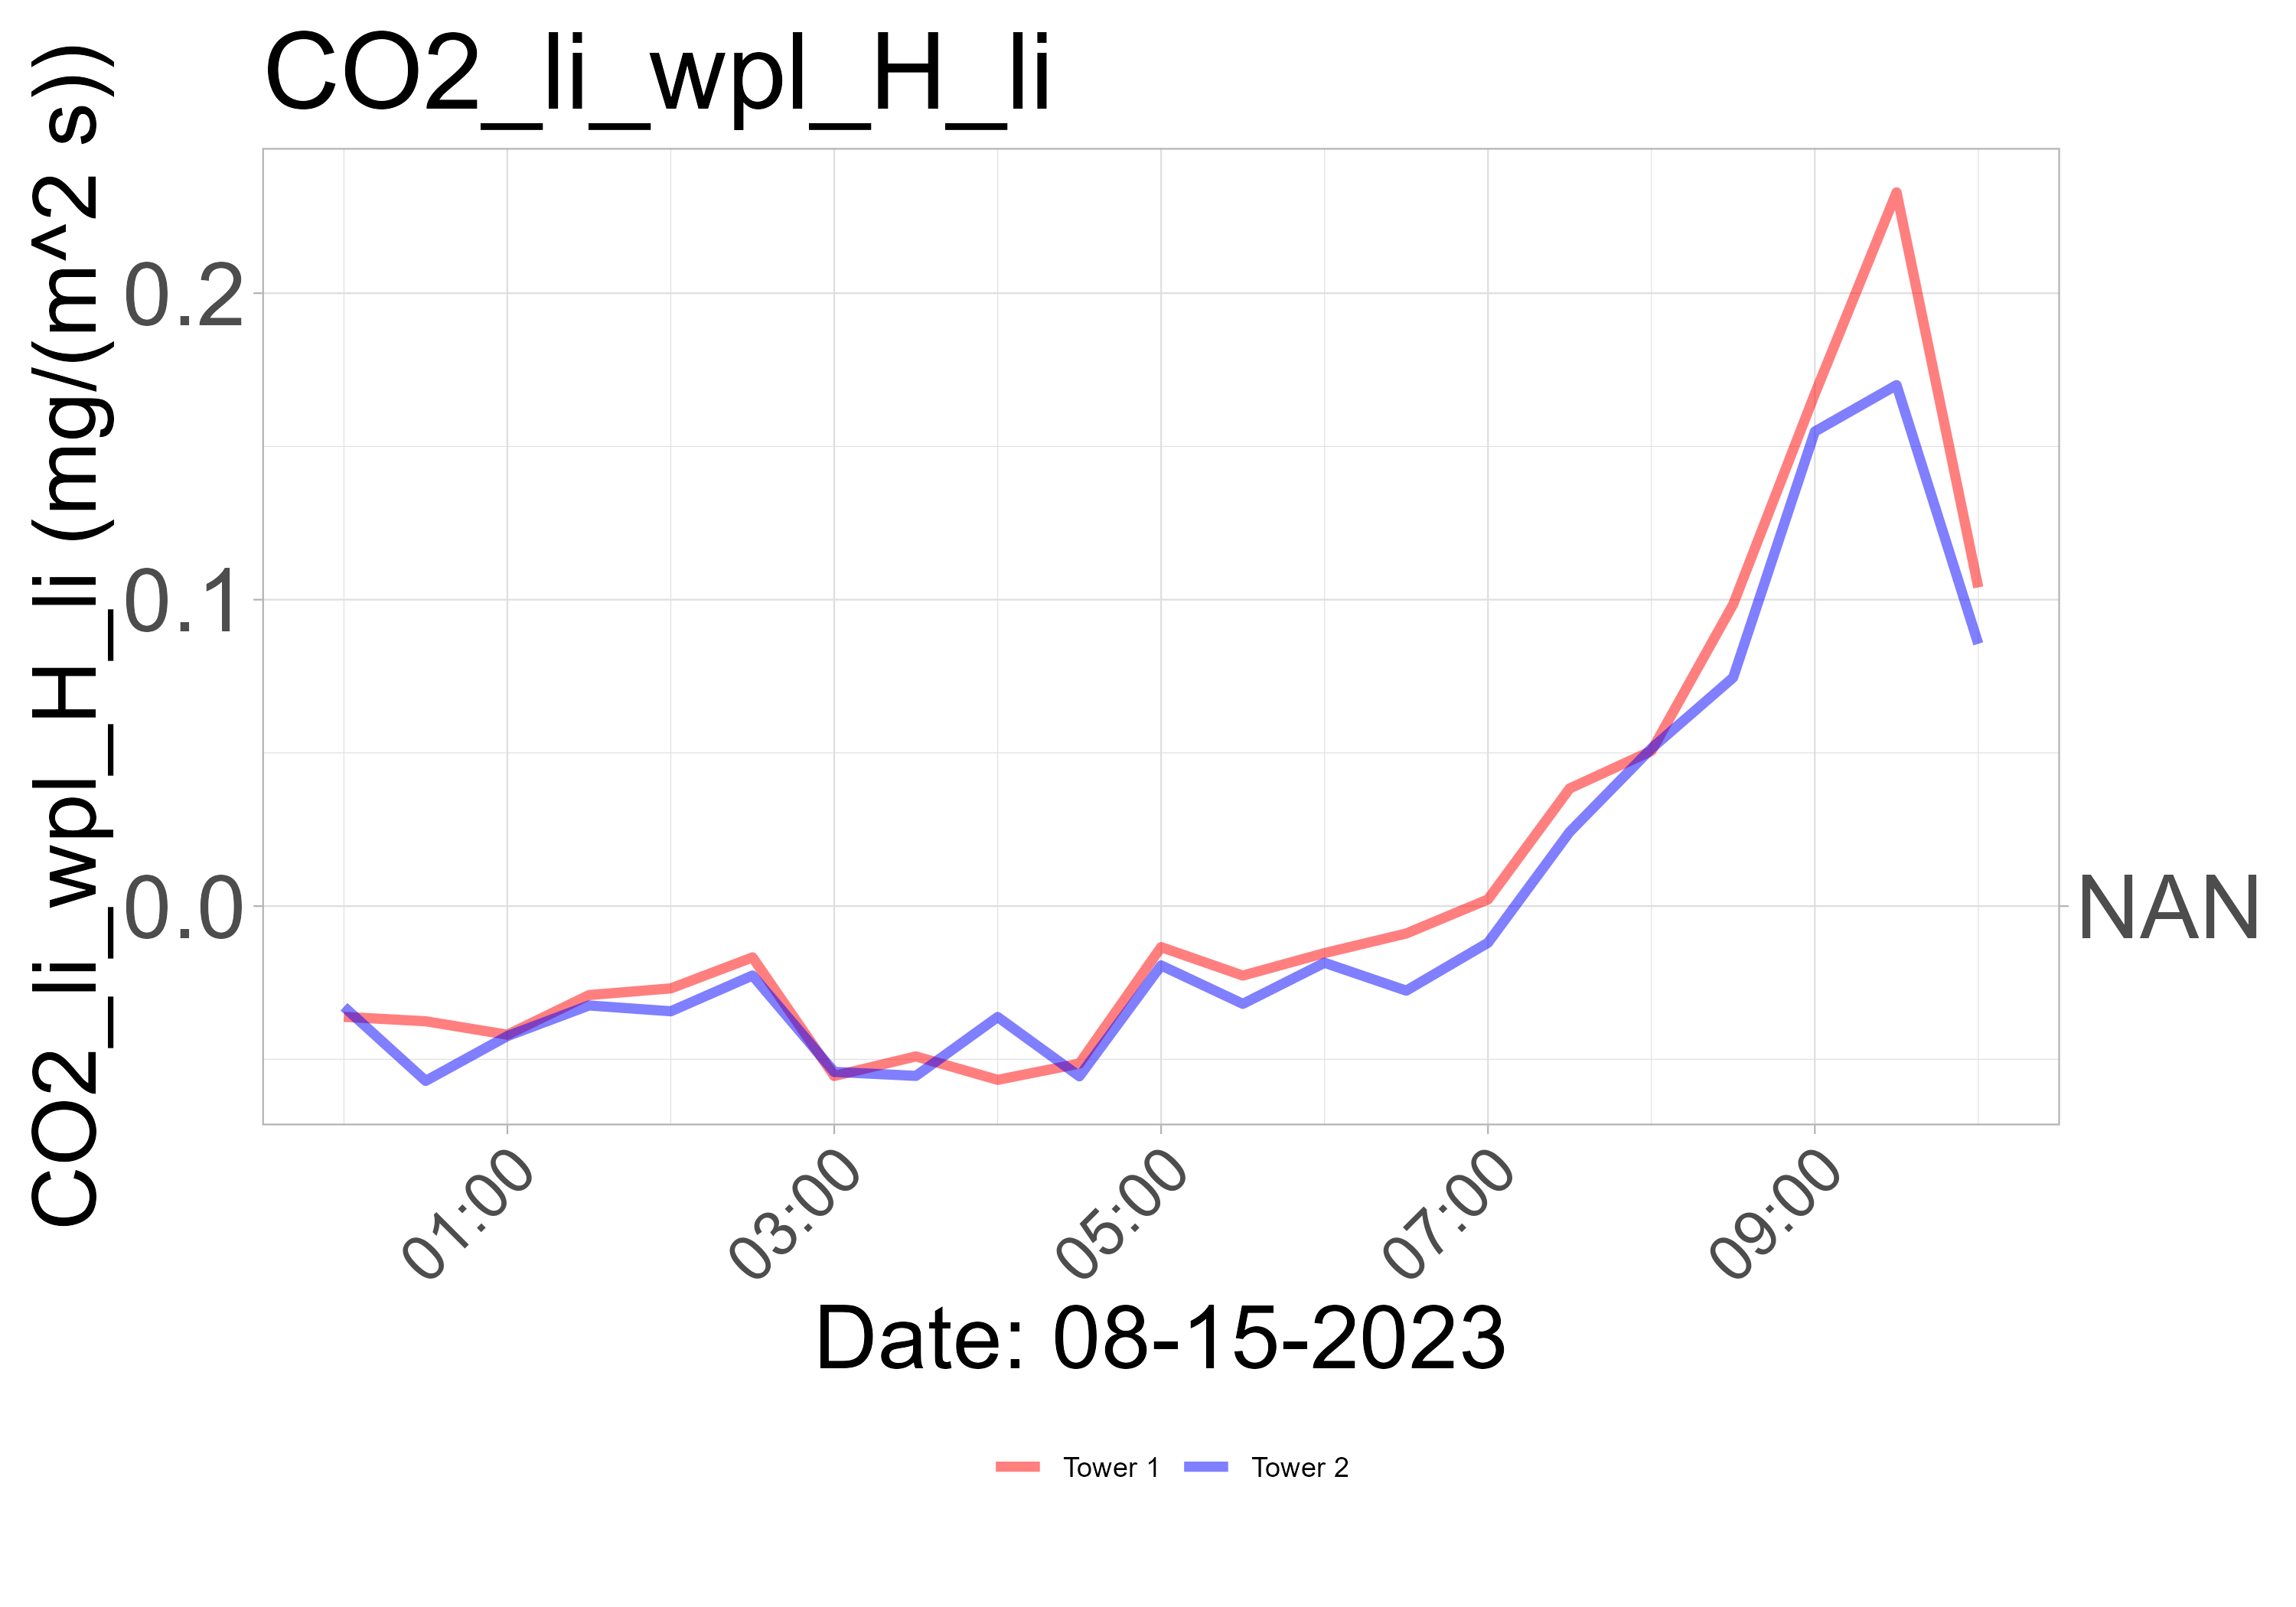 CO2_li_wpl_H_li
CO2_li_wpl_H_li (mg/(m^2 s))
0.2
0.1
0.0
NAN
01:00
03:00
05:00
07:00
09:00
Date: 08-15-2023
Tower 1
Tower 2